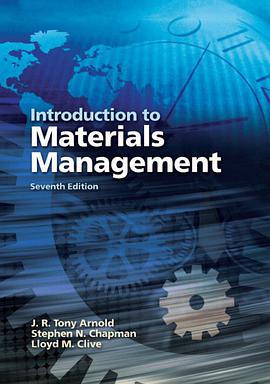 Introduction to
Materials
Management
Seventh Edition
J. R. Tony Arnold
Stephen N. Chapman
Lloyd M. Clive